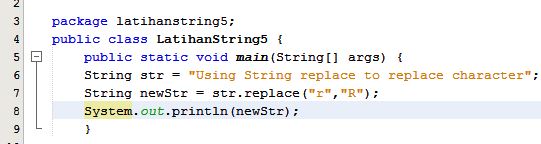 2
3 package latihanstring5;
4 public class LatihanString5 {
5 public static void main(String[] args) {
6 String str = "Using String replace to replace character";
7 String newStr = str.replace("r","R");
8 System.out.println(newStr);
9 }